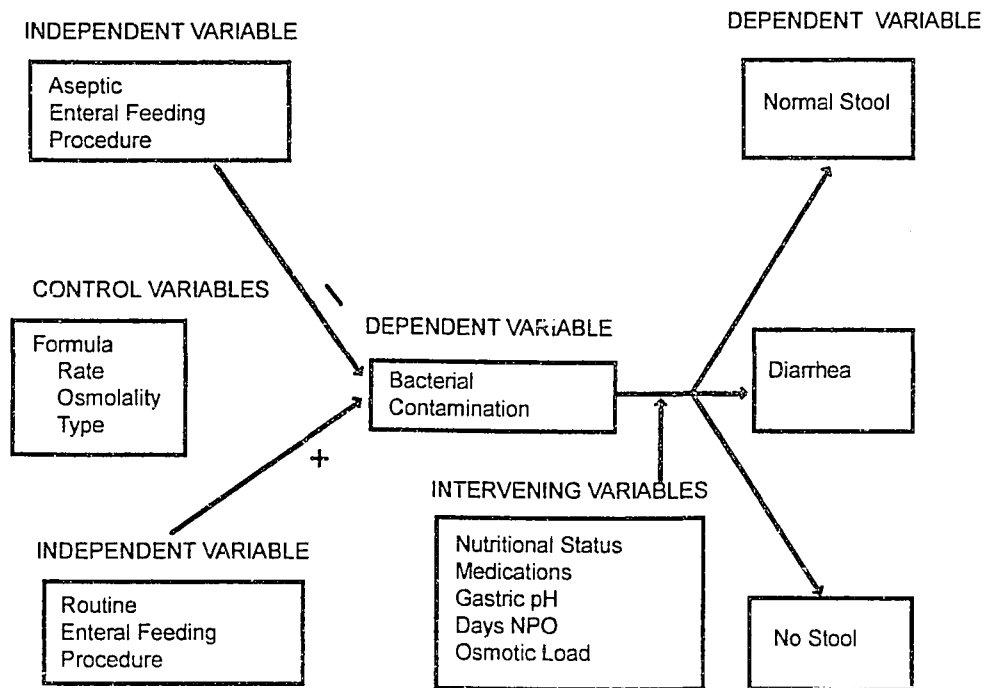 INDEPENDENT VARIABLE
Aseptic
Enteral Feeding
Procedure
CONTROL VARIABLES
Formula
Rate
Osmolality
Type
INDEPENDENT VARIABLE
Routine
Enteral Feeding
Procedure
+
DEPENDENT VARIABLE
Bacterial
Contamination
INTERVENING VARIABLES
Nutritional Status
Medications
Gastric pH
Days NPO
Osmotic Load
DEPENDENT VARIABLE
Normal Stool
Diarrhea
No Stool